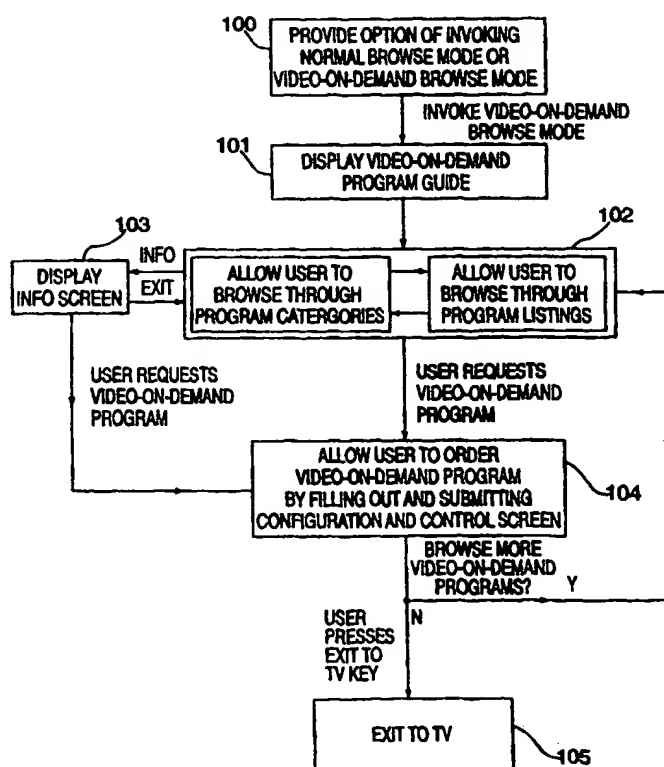 100
PROVIDE OPTION OF INVOKING
NORMAL BROWSE MODE OR
VIDEO-ON-DEMAND BROWSE MODE
INVOKE VIDEO-ON-DEMAND
BROWSE MODE
101
DISPLAY VIDEO-ON-DEMAND
PROGRAM GUIDE
103
102
DISPLAY
INFO SCREEN
INFO
EXIT
ALLOW USER TO
BROWSE THROUGH
PROGRAM CATERGORIES
ALLOW USER TO
BROWSE THROUGH
PROGRAM LISTINGS
USER REQUESTS
VIDEO-ON-DEMAND
PROGRAM
USER REQUESTS
VIDEO-ON-DEMAND
PROGRAM
ALLOW USER TO ORDER
VIDEO-ON-DEMAND PROGRAM
BY FILLING OUT AND SUBMITTING
CONFIGURATION AND CONTROL SCREEN
104
BROWSE MORE
VIDEO-ON-DEMAND
PROGRAMS?
Y
N
USER
PRESSES
EXIT TO
TV KEY
EXIT TO TV
105